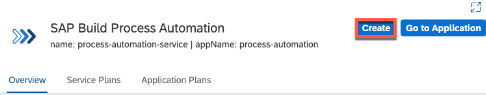 SAP Build Process Automation
Create
Go to Application
name: process-automation-service | appName: process-automation
Overview
Service Plans
Application Plans